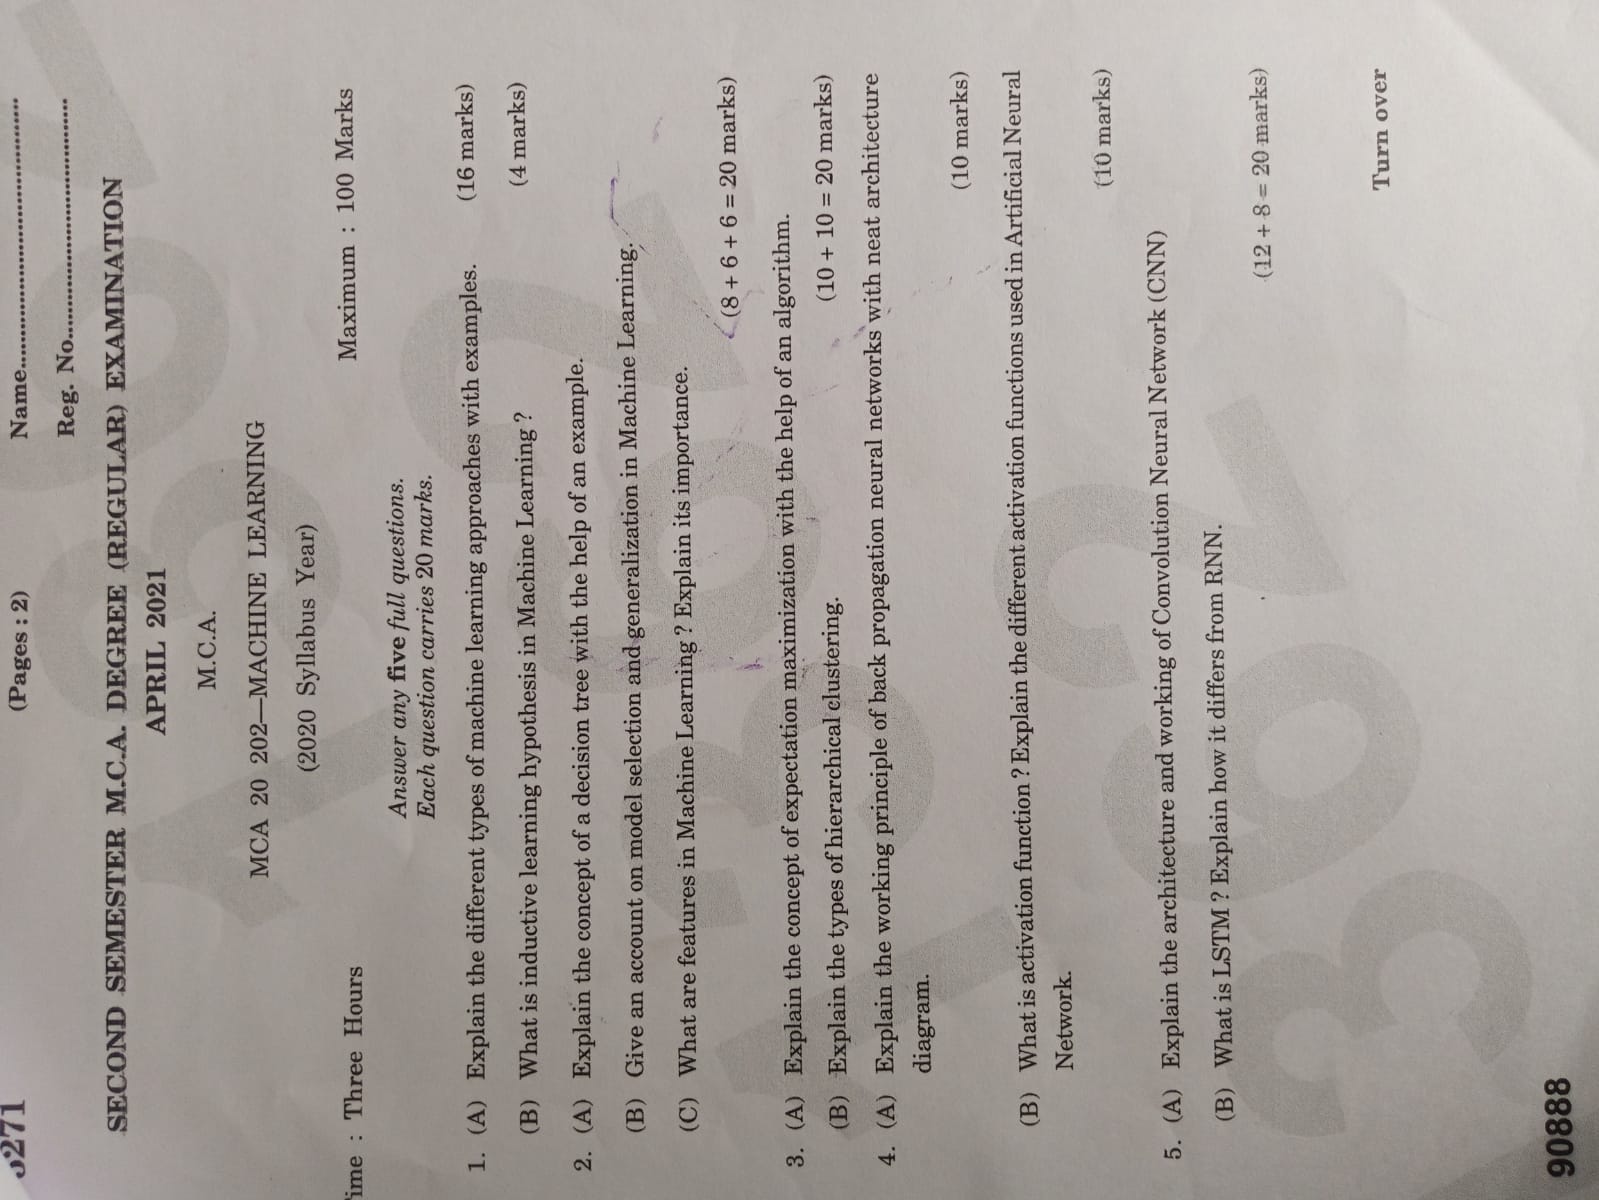 (Pages : 2)
Name
Reg. No.
SECOND SEMESTER M.C.A. DEGREE (REGULAR) EXAMINATION
APRIL 2021
M.C.A.
MCA 20 202—MACHINE LEARNING
(2020 Syllabus Year)
Time : Three Hours Maximum : 100 Marks
Answer any five full questions.
Each question carries 20 marks.
1. (A) Explain the different types of machine learning approaches with examples. (16 marks)
(B) What is inductive learning hypothesis in Machine Learning ? (4 marks)
2. (A) Explain the concept of a decision tree with the help of an example.
(B) Give an account on model selection and generalization in Machine Learning.
(C) What are features in Machine Learning ? Explain its importance.
(8 + 6 + 6 = 20 marks)
3. (A) Explain the concept of expectation maximization with the help of an algorithm.
(B) Explain the types of hierarchical clustering. (10 + 10 = 20 marks)
4. (A) Explain the working principle of back propagation neural networks with neat architecture
diagram. (10 marks)
(B) What is activation function ? Explain the different activation functions used in Artificial Neural
Network. (10 marks)
5. (A) Explain the architecture and working of Convolution Neural Network (CNN)
(B) What is LSTM ? Explain how it differs from RNN.
(12 + 8 = 20 marks)
Turn over
90888